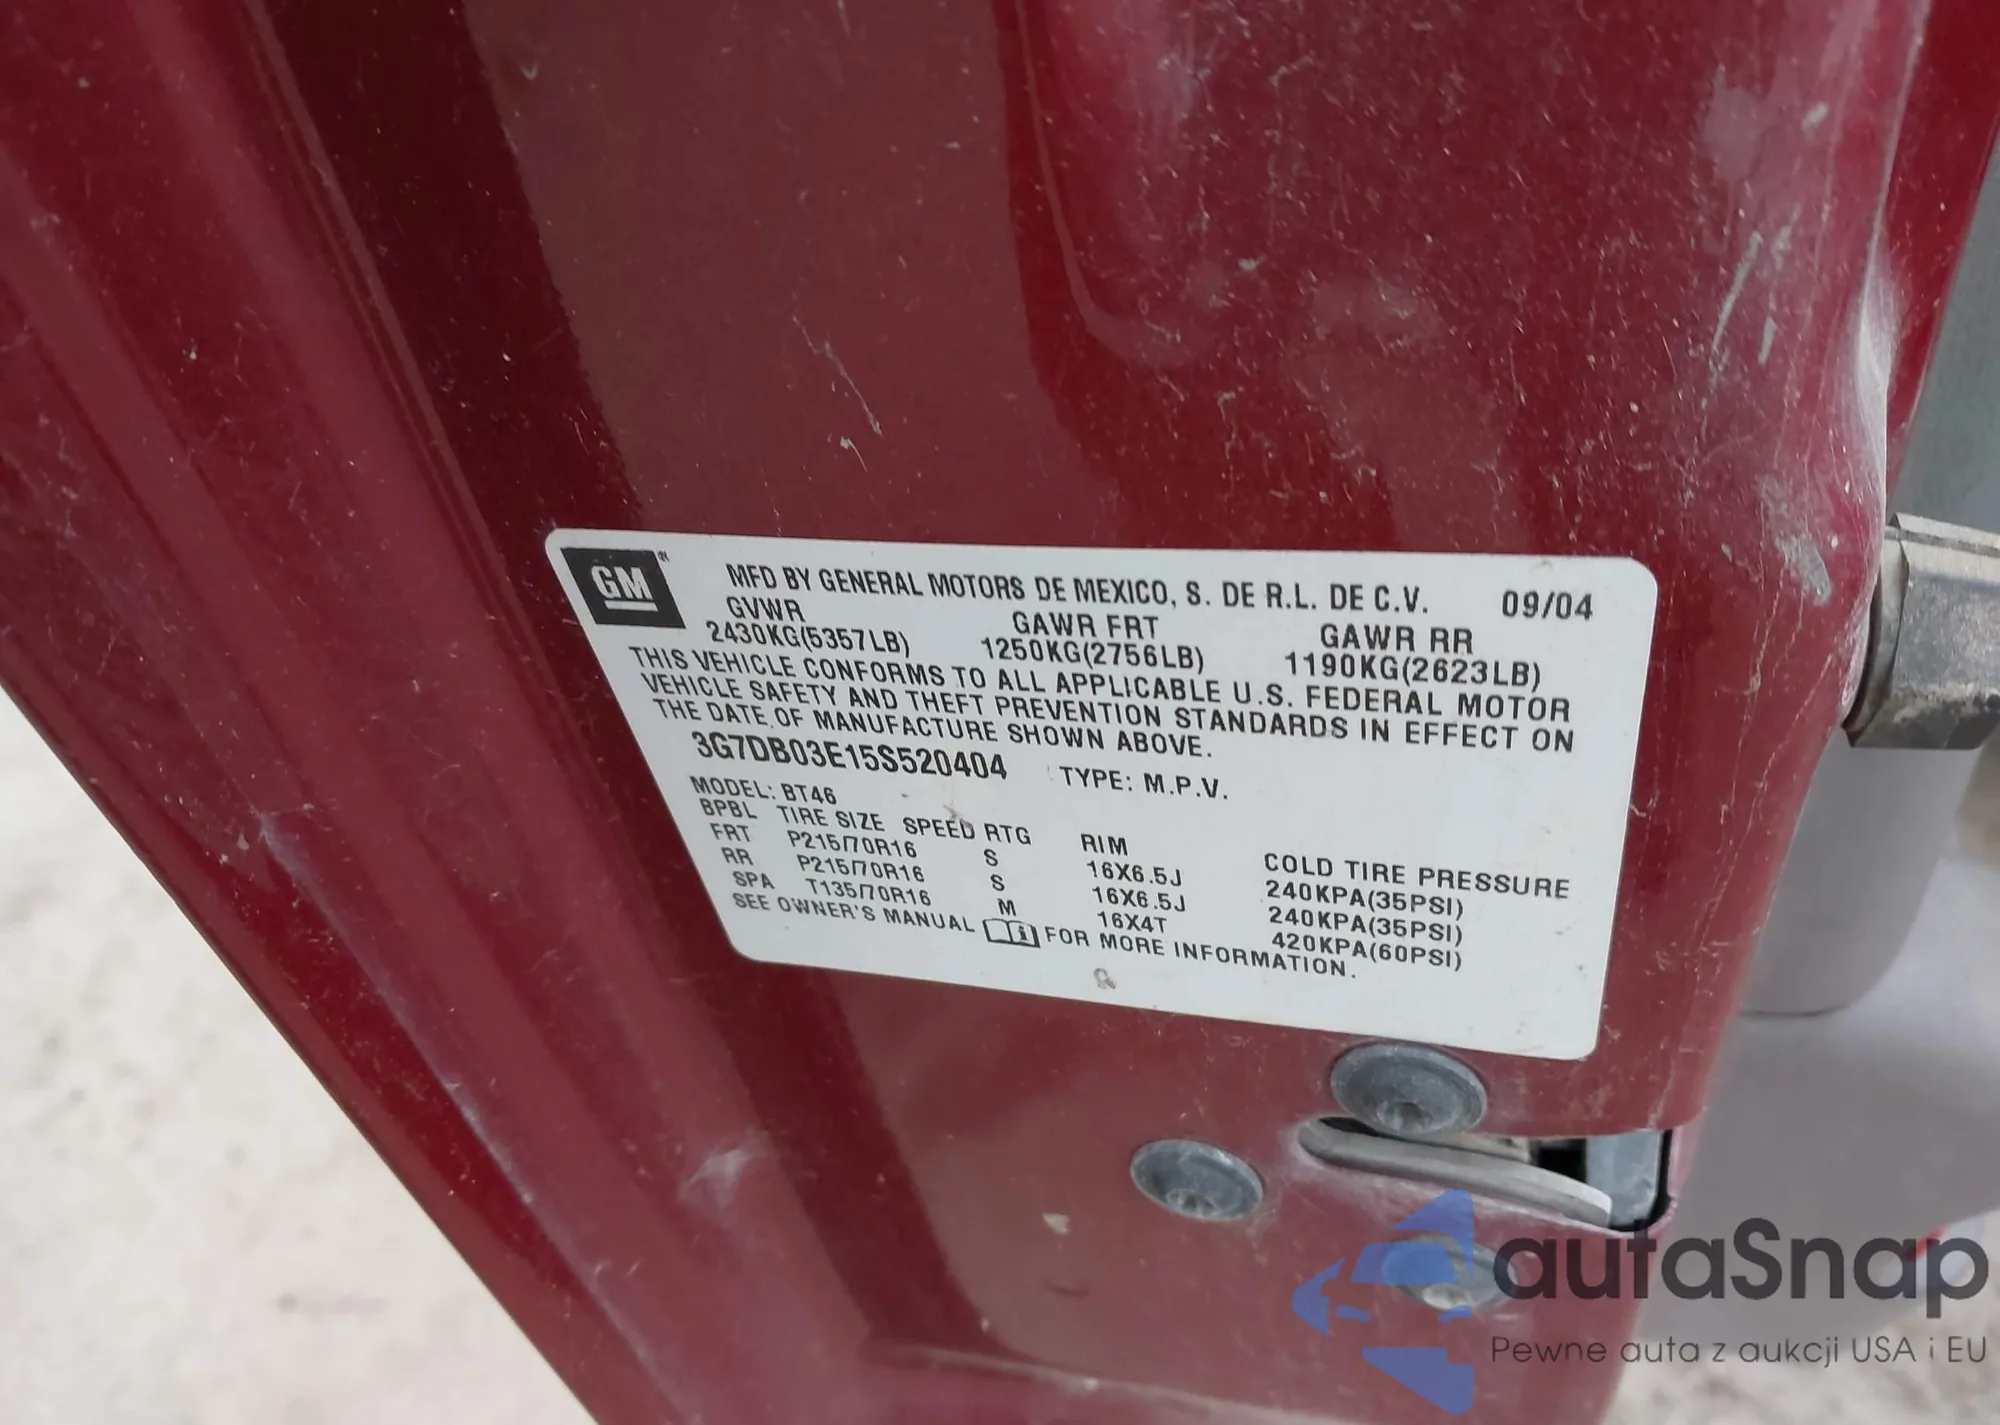 GM
MFD BY GENERAL MOTORS DE MEXICO, S. DE R.L. DE C.V. 09/04
GVWR GAWR FRT GAWR RR
2430KG(5357LB) 1250KG(2756LB) 1190KG(2623LB)
THIS VEHICLE CONFORMS TO ALL APPLICABLE U.S. FEDERAL MOTOR
VEHICLE SAFETY AND THEFT PREVENTION STANDARDS IN EFFECT ON
THE DATE OF MANUFACTURE SHOWN ABOVE.
3G7DB03E15S520404 TYPE: M.P.V.
MODEL: BT46
BPBL TIRE SIZE SPEED RTG RIM COLD TIRE PRESSURE
FRT P215/70R16 S 16X6.5J 240KPA(35PSI)
RR P215/70R16 S 16X6.5J 240KPA(35PSI)
SPA T135/70R16 M 16X4T 420KPA(60PSI)
SEE OWNER'S MANUAL FOR MORE INFORMATION.
autaSnap
Pewne auta z aukcji USA i EU